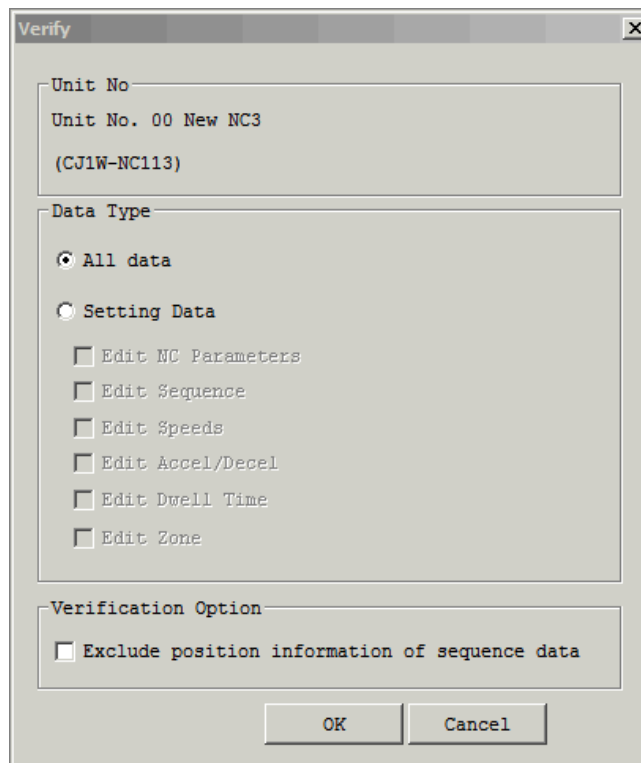 Verify
Unit No
Unit No. 00 New NC3
(CJ1W-NC113)
Data Type
All data
Setting Data
Edit NC Parameters
Edit Sequence
Edit Speeds
Edit Accel/Decel
Edit Dwell Time
Edit Zone
Verification Option
Exclude position information of sequence data
OK Cancel